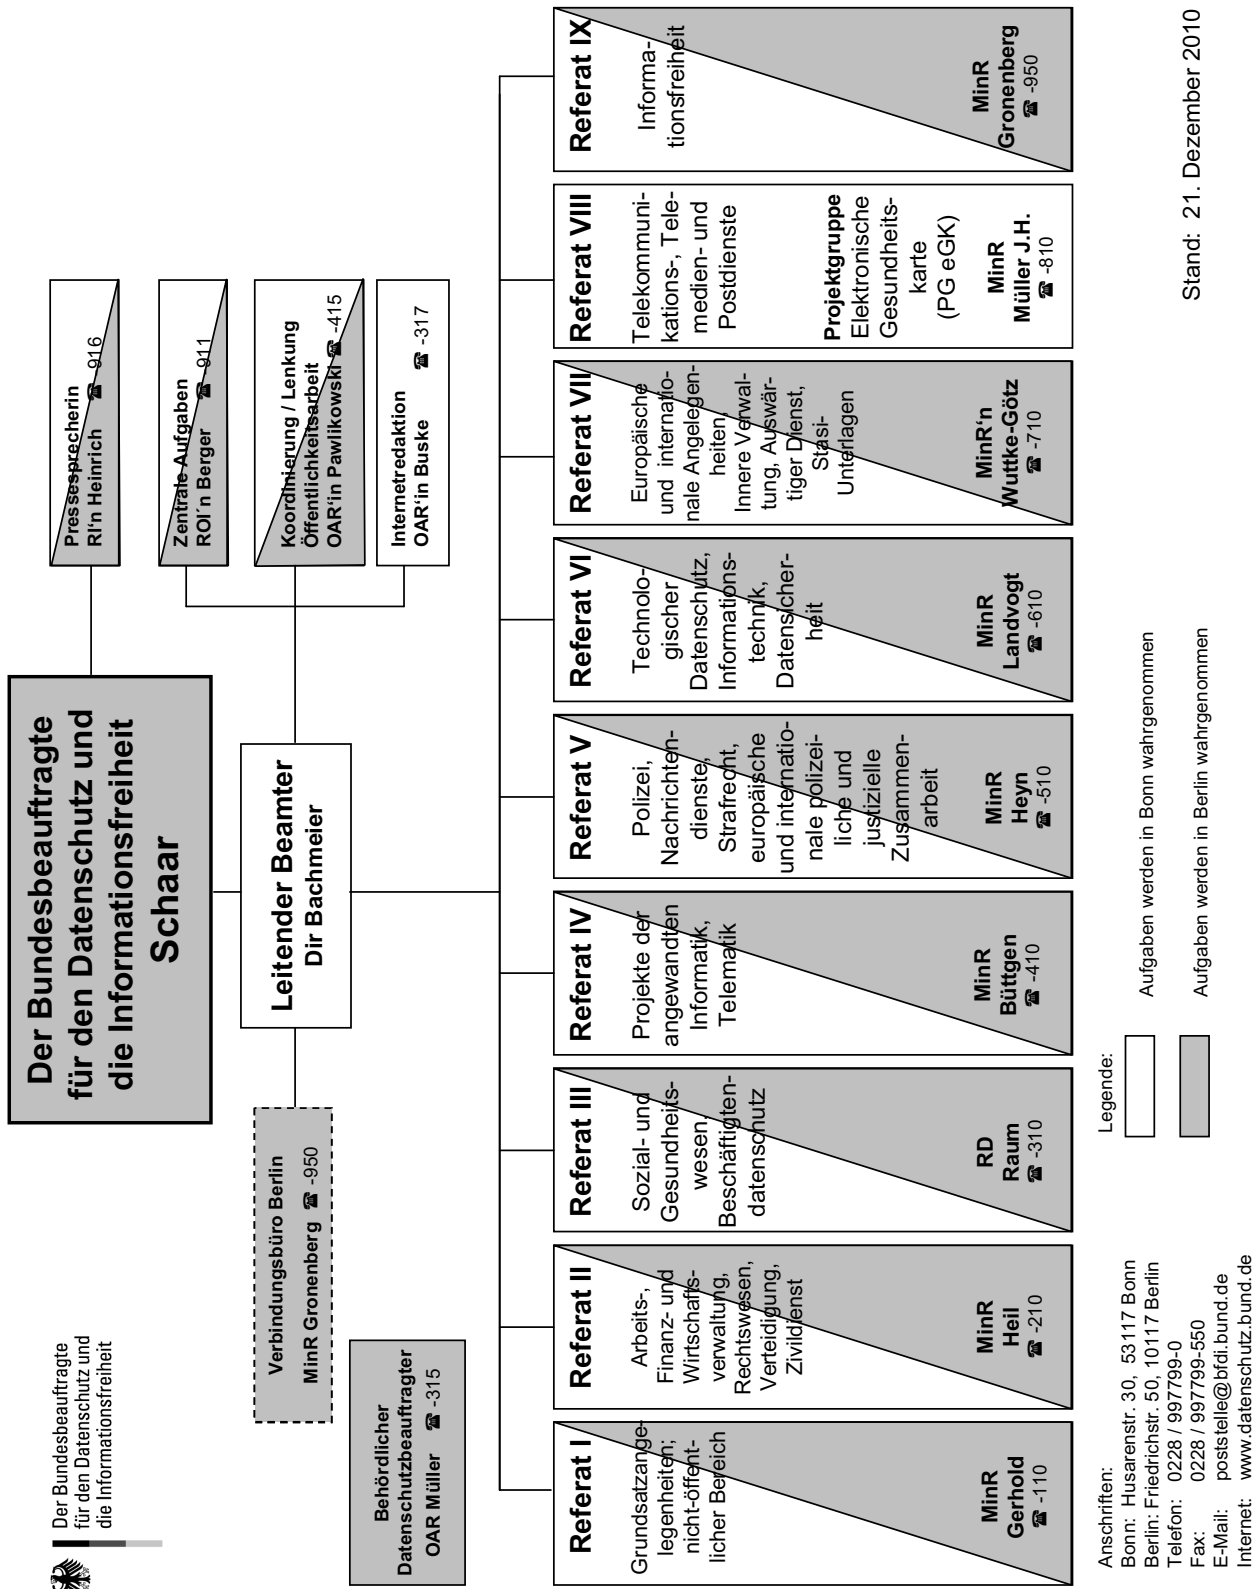 Der Bundesbeauftragte
für den Datenschutz und
die Informationsfreiheit
Der Bundesbeauftragte
für den Datenschutz und
die Informationsfreiheit
Schaar
Pressesprecherin
RI'n Heinrich ☎ -916
Leitender Beamter
Dir Bachmeier
Zentrale Aufgaben
ROI´n Berger ☎ -911
Koordinierung / Lenkung
Öffentlichkeitsarbeit
OAR'in Pawlikowski ☎ -415
Internetredaktion
OAR'in Buske ☎ -317
Verbindungsbüro Berlin
MinR Gronenberg ☎ -950
Behördlicher
Datenschutzbeauftragter
OAR Müller ☎ -315
Referat I
Grundsatzange-
legenheiten;
nicht-öffent-
licher Bereich
MinR
Gerhold
☎ -110
Referat II
Arbeits-,
Finanz- und
Wirtschafts-
verwaltung,
Rechtswesen,
Verteidigung,
Zivildienst
MinR
Heil
☎ -210
Referat III
Sozial- und
Gesundheits-
wesen,
Beschäftigten-
datenschutz
RD
Raum
☎ -310
Referat IV
Projekte der
angewandten
Informatik,
Telematik
MinR
Büttgen
☎ -410
Referat V
Polizei,
Nachrichten-
dienste,
Strafrecht,
europäische
und internatio-
nale polizei-
liche und
justizielle
Zusammen-
arbeit
MinR
Heyn
☎ -510
Referat VI
Technolo-
gischer
Datenschutz,
Informations-
technik,
Datensicher-
heit
MinR
Landvogt
☎ -610
Referat VII
Europäische
und internatio-
nale Angelegen-
heiten,
Innere Verwal-
tung, Auswär-
tiger Dienst,
Stasi-
Unterlagen
MinR'n
Wuttke-Götz
☎ -710
Referat VIII
Telekommuni-
kations-, Tele-
medien- und
Postdienste
Projektgruppe
Elektronische
Gesundheits-
karte
(PG eGK)
MinR
Müller J.H.
☎ -810
Referat IX
Informa-
tionsfreiheit
MinR
Gronenberg
☎ -950
Anschriften:
Bonn: Husarenstr. 30, 53117 Bonn
Berlin: Friedrichstr. 50, 10117 Berlin
Telefon: 0228 / 997799-0
Fax: 0228 / 997799-550
E-Mail: poststelle@bfdi.bund.de
Internet: www.datenschutz.bund.de
Legende:
Aufgaben werden in Bonn wahrgenommen
Aufgaben werden in Berlin wahrgenommen
Stand: 21. Dezember 2010